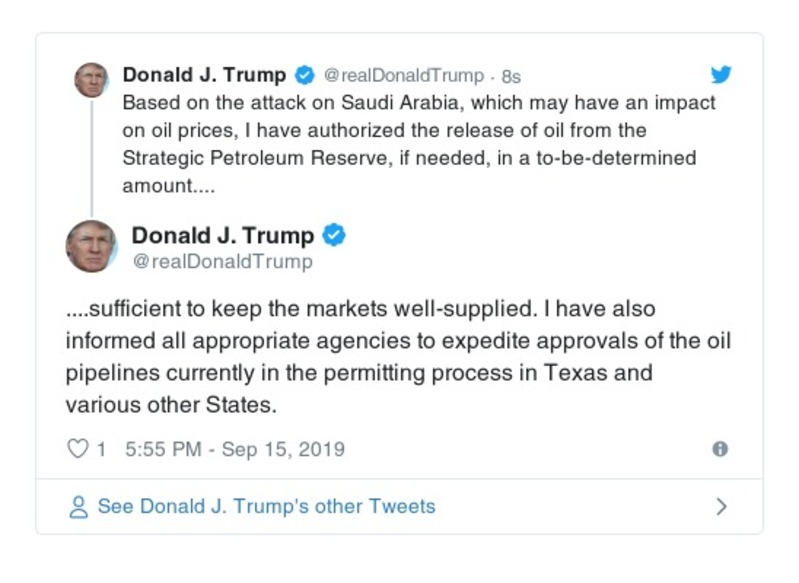 Donald J. Trump @realDonaldTrump · 8s
Based on the attack on Saudi Arabia, which may have an impact
on oil prices, I have authorized the release of oil from the
Strategic Petroleum Reserve, if needed, in a to-be-determined
amount....
Donald J. Trump
@realDonaldTrump
....sufficient to keep the markets well-supplied. I have also
informed all appropriate agencies to expedite approvals of the oil
pipelines currently in the permitting process in Texas and
various other States.
1 5:55 PM - Sep 15, 2019
See Donald J. Trump's other Tweets